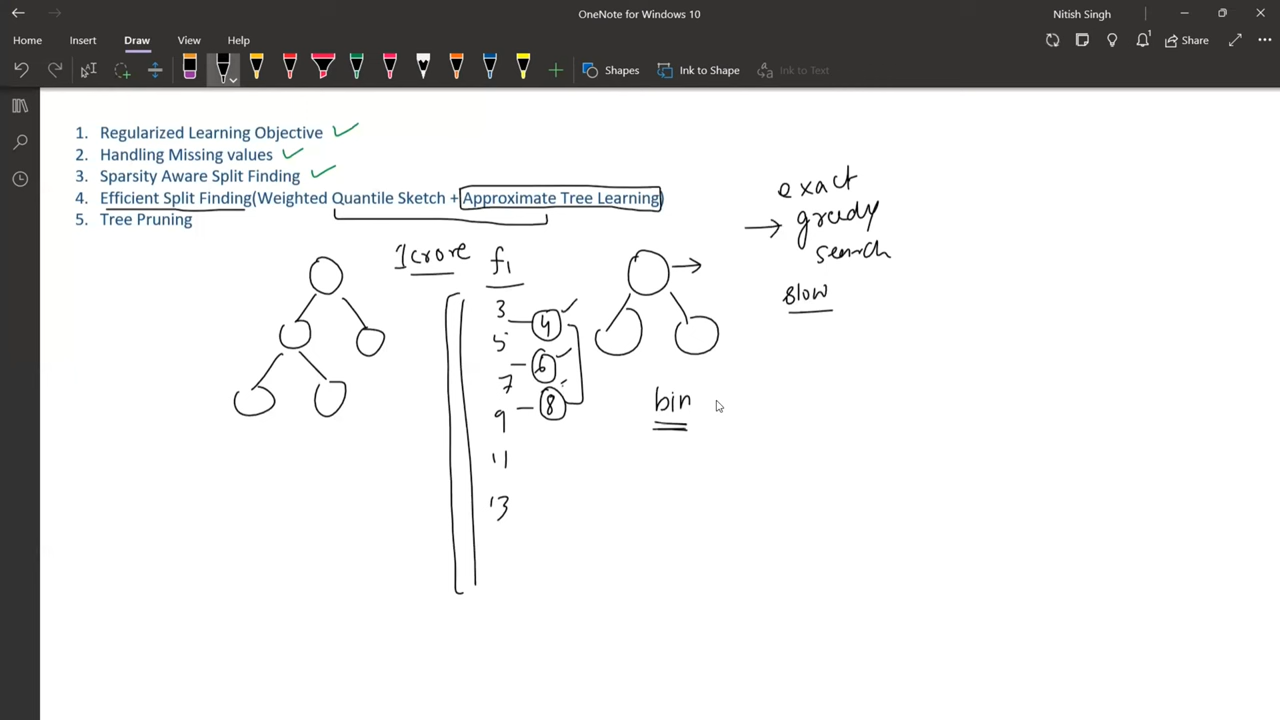 OneNote for Windows 10
Nitish Singh
Home Insert Draw View Help
Share
Shapes
Ink to Shape
Ink to Text
1. Regularized Learning Objective
2. Handling Missing values
3. Sparsity Aware Split Finding
4. Efficient Split Finding(Weighted Quantile Sketch + Approximate Tree Learning)
5. Tree Pruning
exact
greedy
search
slow
1 crore
f1
3
4
5
6
7
8
9
11
13
bin